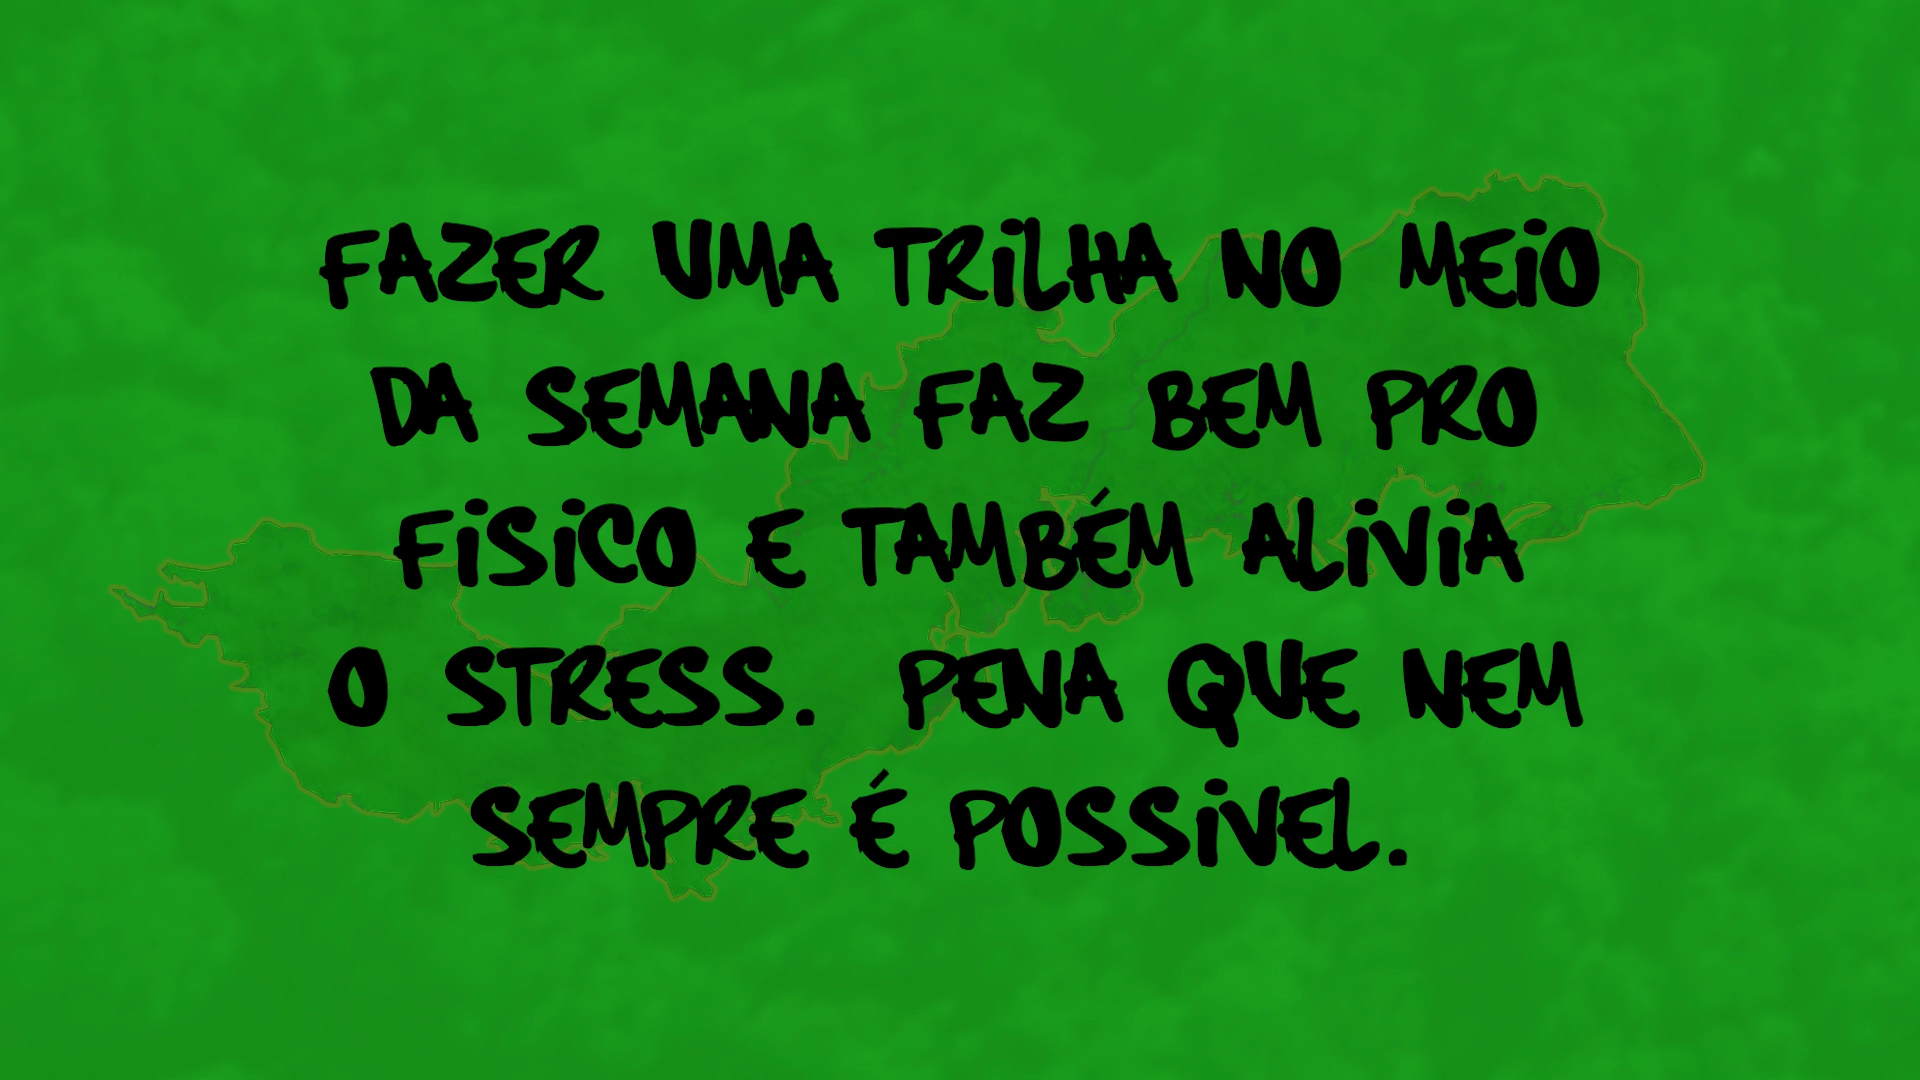 FAZER UMA TRILHA NO MEIO
DA SEMANA FAZ BEM PRO
FISICO E TAMBÉM ALIVIA
O STRESS. PENA QUE NEM
SEMPRE É POSSIVEL.